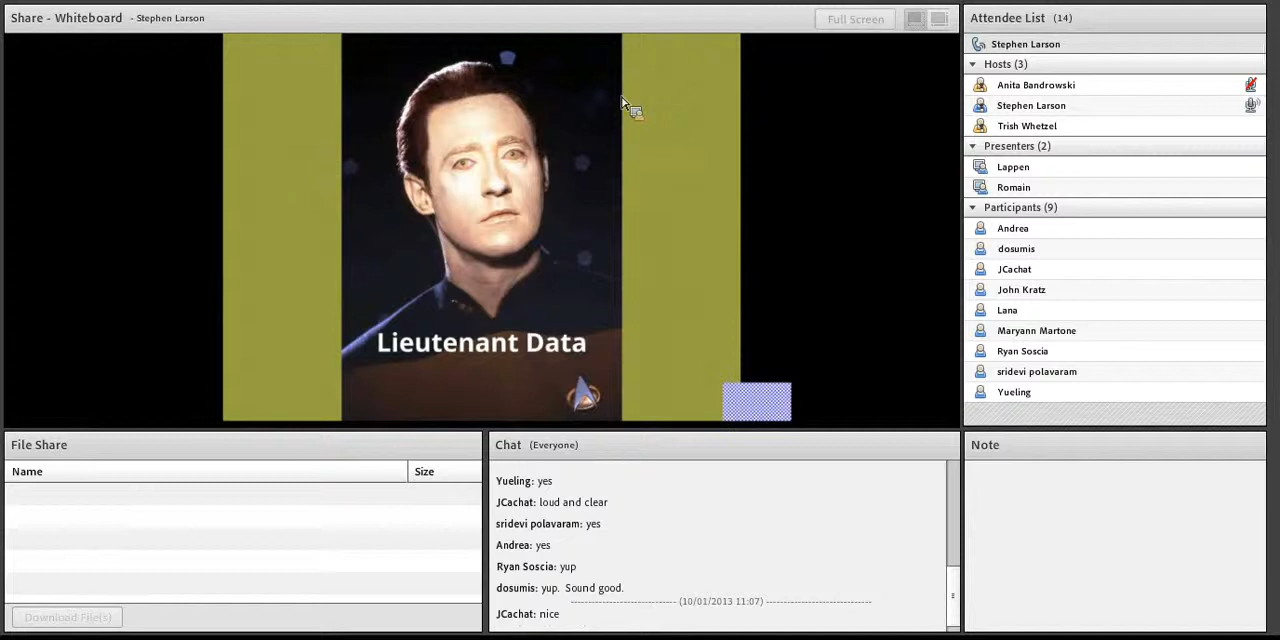 Share - Whiteboard - Stephen Larson
Full Screen
Lieutenant Data
Attendee List (14)
Stephen Larson
Hosts (3)
Anita Bandrowski
Stephen Larson
Trish Whetzel
Presenters (2)
Lappen
Romain
Participants (9)
Andrea
dosumis
JCachat
John Kratz
Lana
Maryann Martone
Ryan Soscia
sridevi polavaram
Yueling
File Share
Name Size
Download File(s)
Chat (Everyone)
Yueling: yes
JCachat: loud and clear
sridevi polavaram: yes
Andrea: yes
Ryan Soscia: yup
dosumis: yup. Sound good.
------------------------------ (10/01/2013 11:07) ------------------------------
JCachat: nice
Note